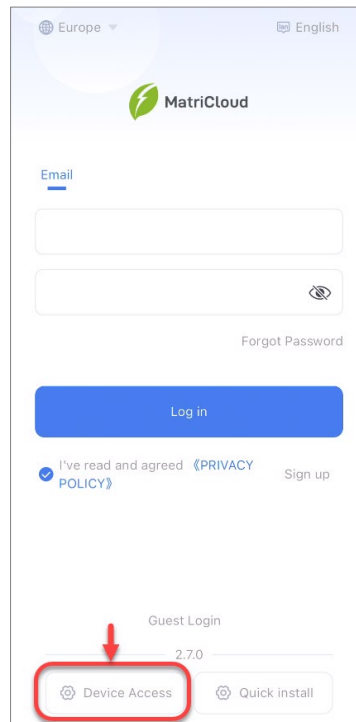 Europe English
MatriCloud
Email
Forgot Password
Log in
I've read and agreed 《PRIVACY
POLICY》
Sign up
Guest Login
2.7.0
Device Access Quick install